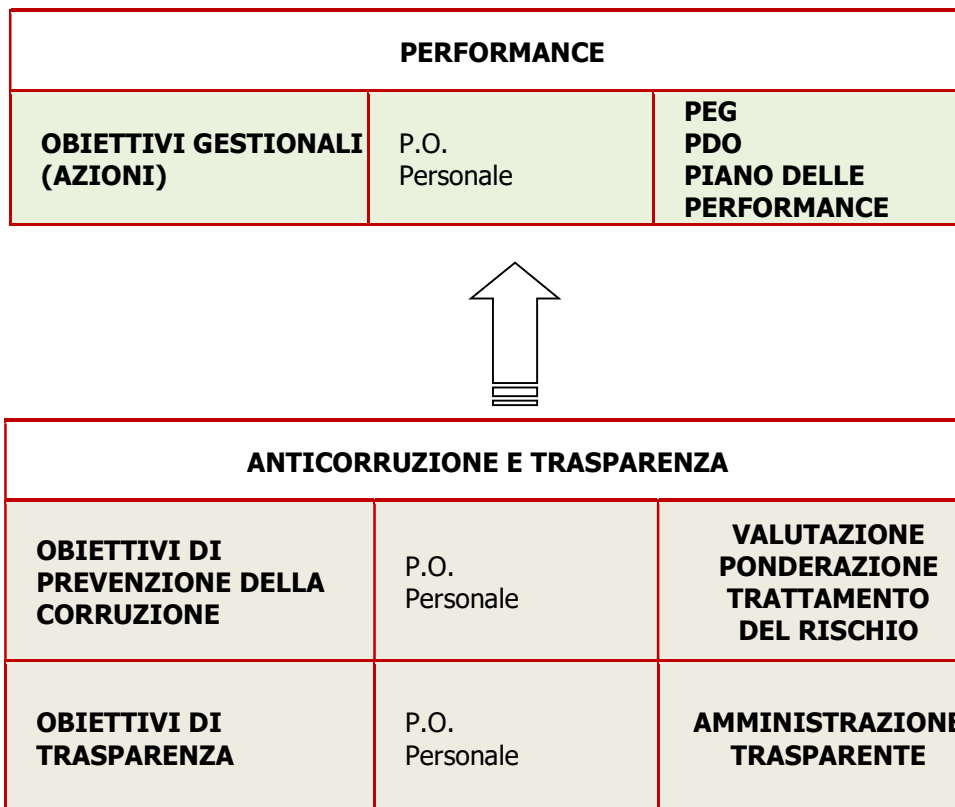 PERFORMANCE
OBIETTIVI GESTIONALI
(AZIONI)
P.O.
Personale
PEG
PDO
PIANO DELLE
PERFORMANCE
ANTICORRUZIONE E TRASPARENZA
OBIETTIVI DI
PREVENZIONE DELLA
CORRUZIONE
P.O.
Personale
VALUTAZIONE
PONDERAZIONE
TRATTAMENTO
DEL RISCHIO
OBIETTIVI DI
TRASPARENZA
P.O.
Personale
AMMINISTRAZIONE
TRASPARENTE